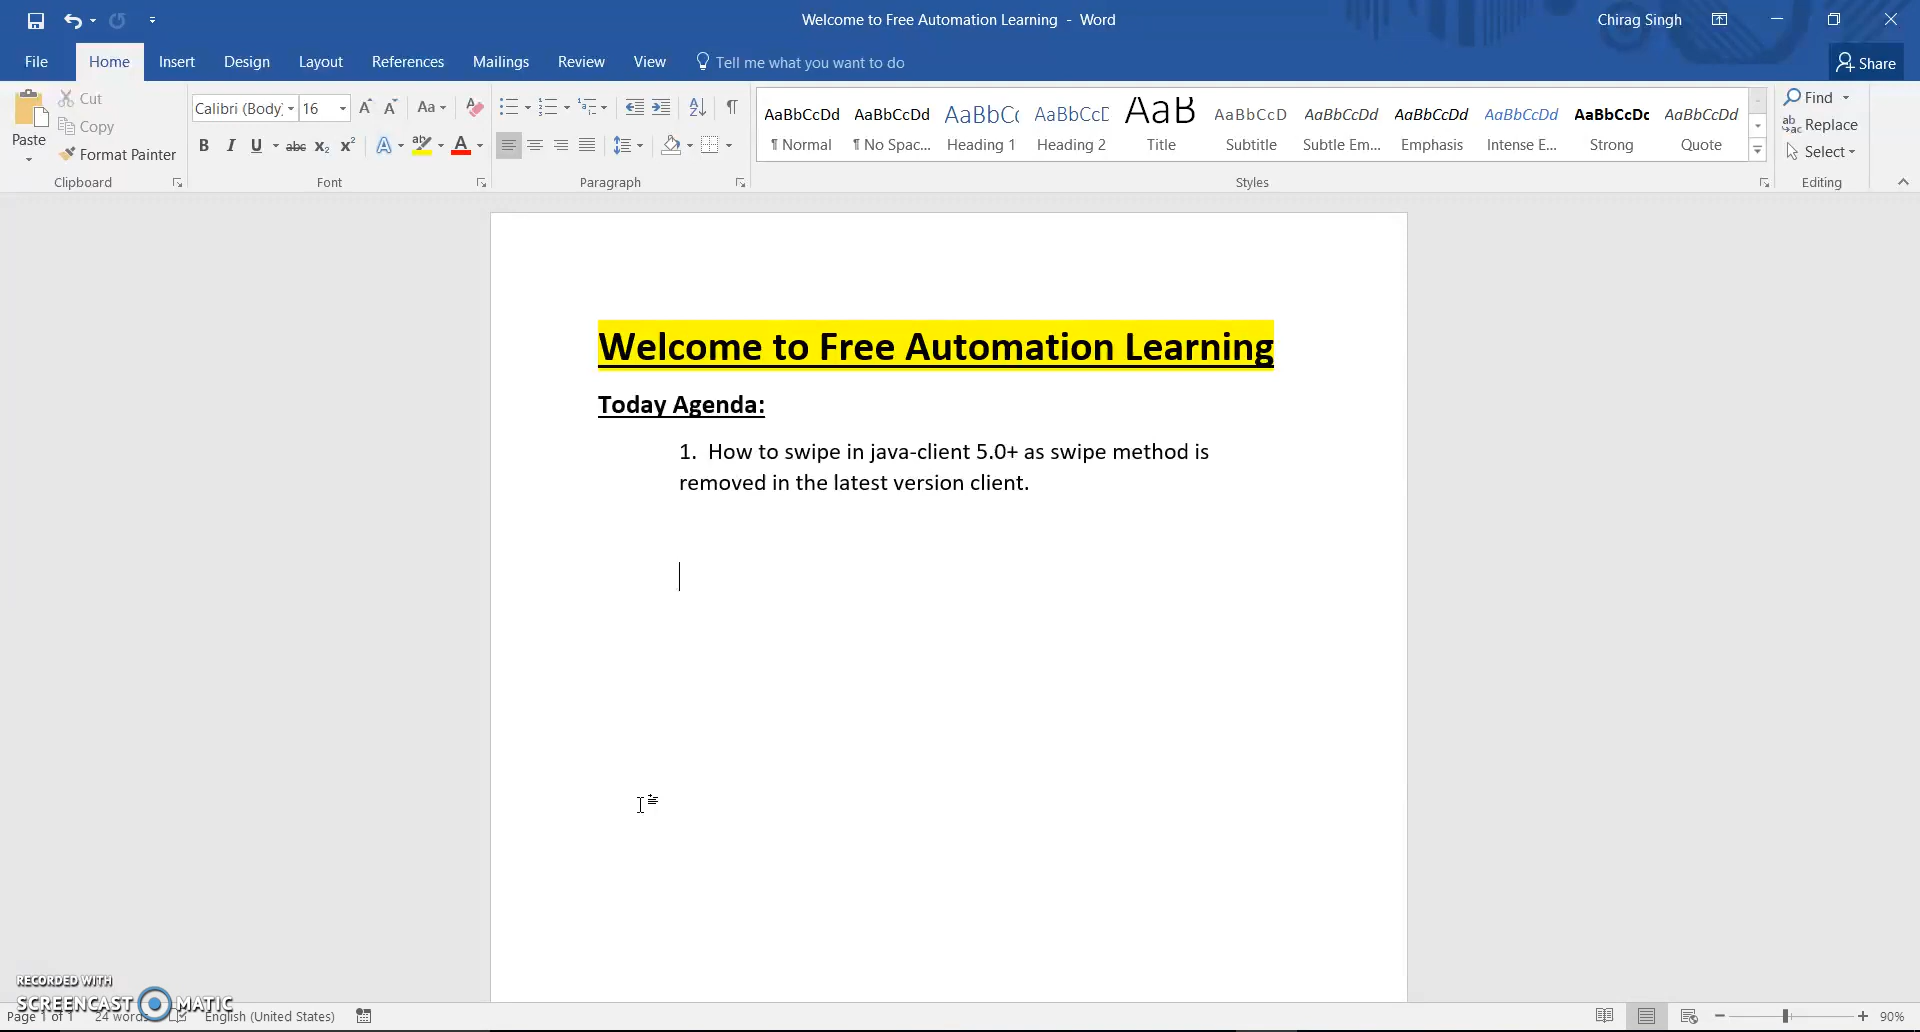 Welcome to Free Automation Learning - Word
Chirag Singh
File Home Insert Design Layout References Mailings Review View Tell me what you want to do
Share
Paste
Cut
Copy
Format Painter
Clipboard
Calibri (Body) 16
Aa
B I U abc x₂ x²
A A
Font
Paragraph
AaBbCcDd AaBbCcDd AaBbCc AaBbCcD AaB AaBbCcD AaBbCcDd AaBbCcDd AaBbCcDd AaBbCcDc AaBbCcDd
¶ Normal ¶ No Spac... Heading 1 Heading 2 Title Subtitle Subtle Em... Emphasis Intense E... Strong Quote
Styles
Find
Replace
Select
Editing
Welcome to Free Automation Learning
Today Agenda:
1. How to swipe in java-client 5.0+ as swipe method is
removed in the latest version client.
RECORDED WITH
SCREENCAST MATIC
Page 1 of 1 24 words English (United States)
90%